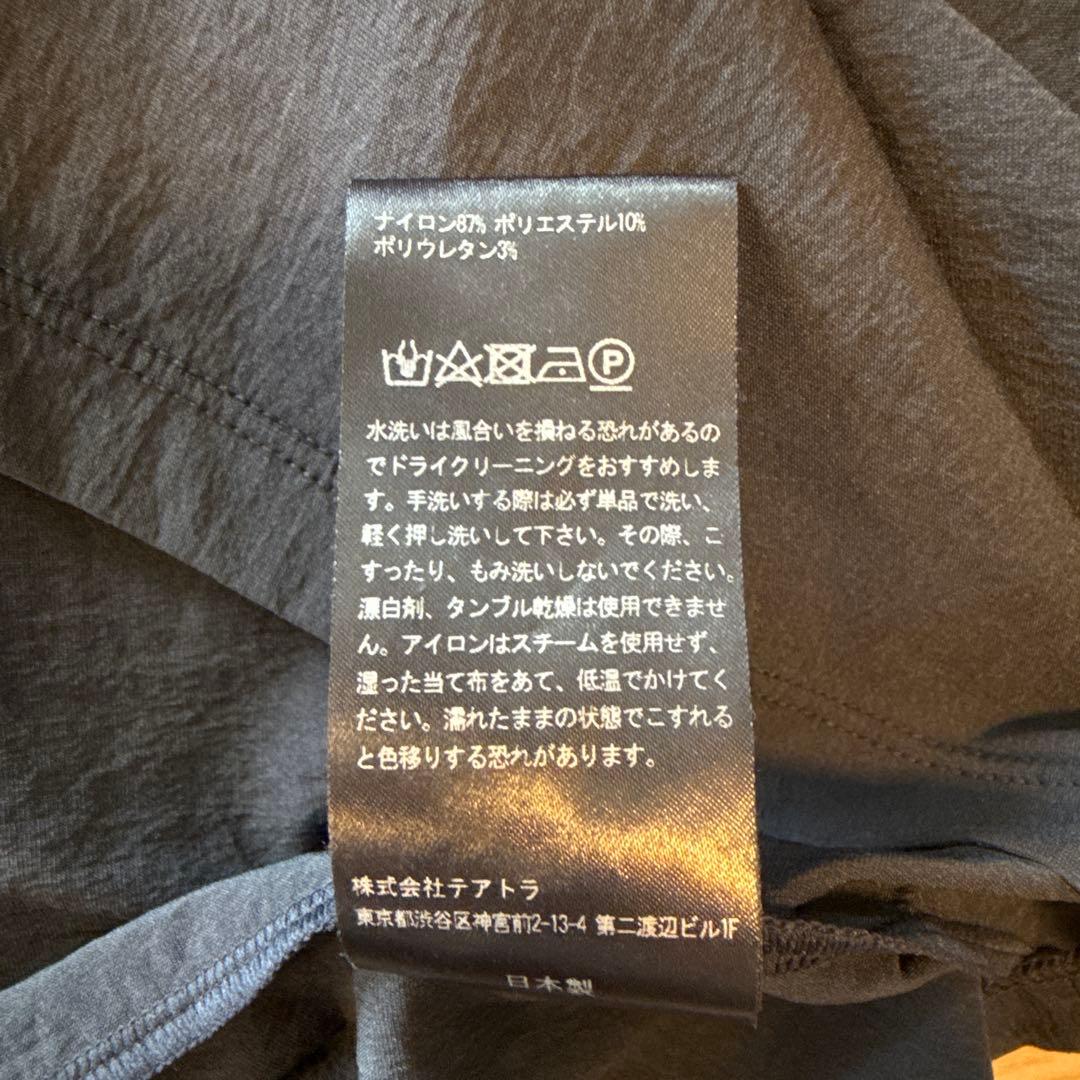 ナイロン87% ポリエステル10%
ポリウレタン3%
P
水洗いは風合いを損ねる恐れがあるの
でドライクリーニングをおすすめしま
す。手洗いする際は必ず単品で洗い、
軽く押し洗いして下さい。その際、こ
すったり、もみ洗いしないでください。
漂白剤、タンブル乾燥は使用できませ
ん。アイロンはスチームを使用せず、
湿った当て布をあて、低温でかけてく
ださい。濡れたままの状態でこすれる
と色移りする恐れがあります。
株式会社テアトラ
東京都渋谷区神宮前2-13-4 第二渡辺ビル1F
日本製